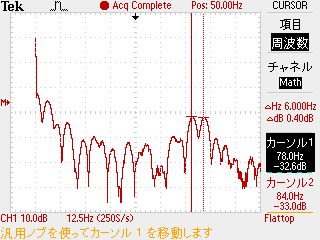 Tek Acq Complete Pos: 50.00Hz CURSOR
項目
周波数
チャネル
Math
M
△Hz 6.000Hz
△dB 0.40dB
カーソル1
78.0Hz
-32.6dB
カーソル2
84.0Hz
-33.0dB
CH1 10.0dB 12.5Hz (250S/s) Flattop
汎用ノブを使ってカーソル 1 を移動します